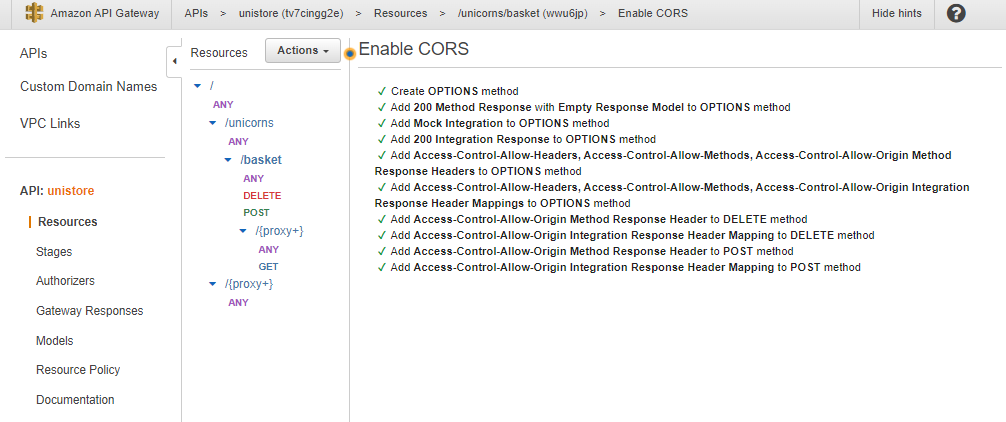 Amazon API Gateway APIs > unistore (tv7cingg2e) > Resources > /unicorns/basket (wwu6jp) > Enable CORS Hide hints ?
APIs
Custom Domain Names
VPC Links
API: unistore
Resources
Stages
Authorizers
Gateway Responses
Models
Resource Policy
Documentation
Resources Actions
/
ANY
/unicorns
ANY
/basket
ANY
DELETE
POST
/{proxy+}
ANY
GET
/{proxy+}
ANY
Enable CORS
✓ Create OPTIONS method
✓ Add 200 Method Response with Empty Response Model to OPTIONS method
✓ Add Mock Integration to OPTIONS method
✓ Add 200 Integration Response to OPTIONS method
✓ Add Access-Control-Allow-Headers, Access-Control-Allow-Methods, Access-Control-Allow-Origin Method
Response Headers to OPTIONS method
✓ Add Access-Control-Allow-Headers, Access-Control-Allow-Methods, Access-Control-Allow-Origin Integration
Response Header Mappings to OPTIONS method
✓ Add Access-Control-Allow-Origin Method Response Header to DELETE method
✓ Add Access-Control-Allow-Origin Integration Response Header Mapping to DELETE method
✓ Add Access-Control-Allow-Origin Method Response Header to POST method
✓ Add Access-Control-Allow-Origin Integration Response Header Mapping to POST method